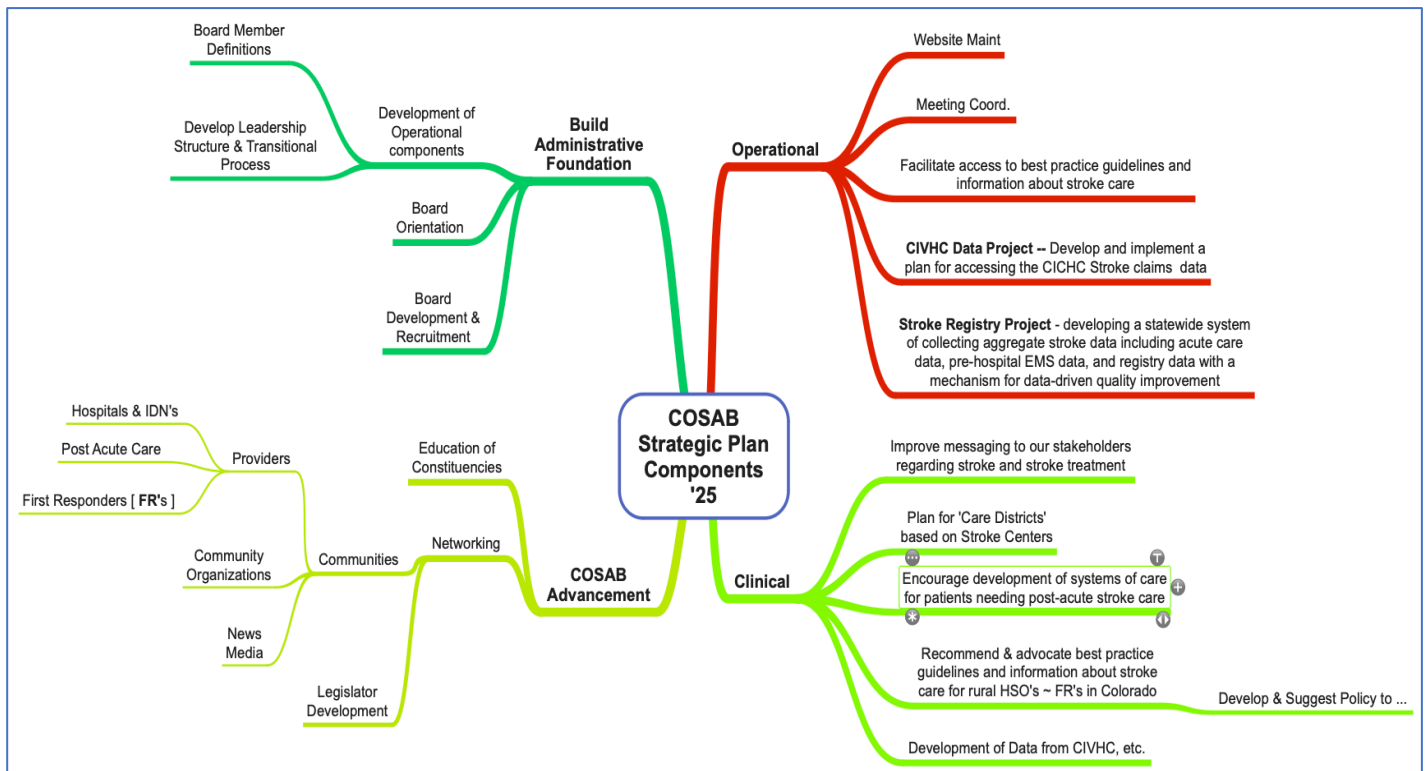 COSAB
Strategic Plan
Components
'25
Build
Administrative
Foundation
Development of
Operational
components
Board Member
Definitions
Develop Leadership
Structure & Transitional
Process
Board
Orientation
Board
Development &
Recruitment
Operational
Website Maint
Meeting Coord.
Facilitate access to best practice guidelines and
information about stroke care
CIVHC Data Project -- Develop and implement a
plan for accessing the CICHC Stroke claims data
Stroke Registry Project - developing a statewide system
of collecting aggregate stroke data including acute care
data, pre-hospital EMS data, and registry data with a
mechanism for data-driven quality improvement
COSAB
Advancement
Education of
Constituencies
Networking
Communities
Providers
Hospitals & IDN's
Post Acute Care
First Responders [ FR's ]
Community
Organizations
News
Media
Legislator
Development
Clinical
Improve messaging to our stakeholders
regarding stroke and stroke treatment
Plan for 'Care Districts'
based on Stroke Centers
Encourage development of systems of care
for patients needing post-acute stroke care
Recommend & advocate best practice
guidelines and information about stroke
care for rural HSO's ~ FR's in Colorado
Develop & Suggest Policy to ...
Development of Data from CIVHC, etc.